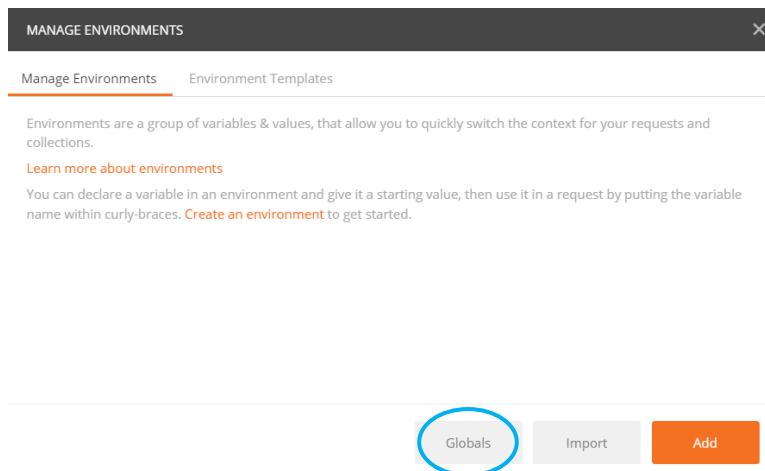 MANAGE ENVIRONMENTS
Manage Environments Environment Templates
Environments are a group of variables & values, that allow you to quickly switch the context for your requests and
collections.
Learn more about environments
You can declare a variable in an environment and give it a starting value, then use it in a request by putting the variable
name within curly-braces. Create an environment to get started.
Globals Import Add